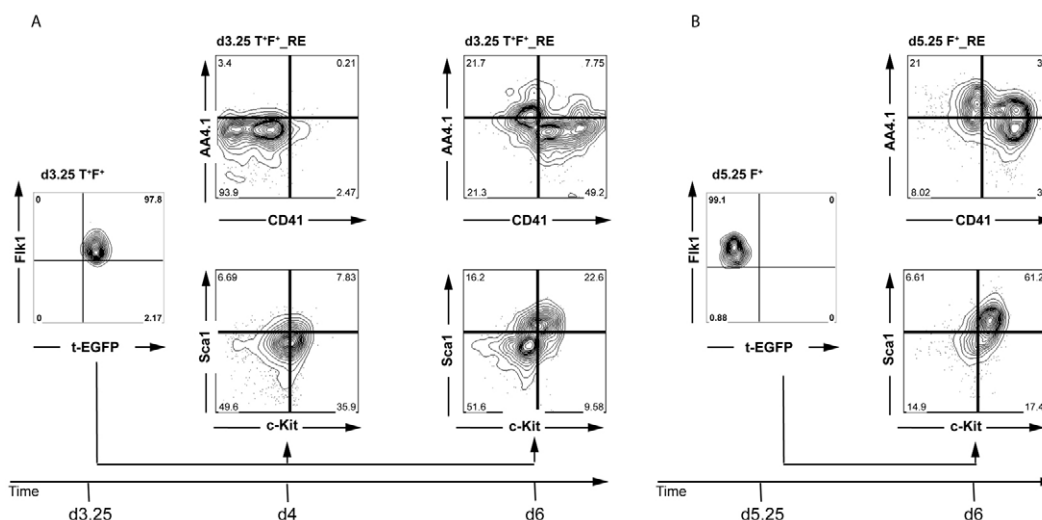 A
B
d3.25 T⁺F⁺_RE
3.4
0.21
93.9
2.47
AA4.1
CD41
d3.25 T⁺F⁺_RE
21.7
7.75
21.3
49.2
AA4.1
CD41
d5.25 F⁺_RE
21
3
8.02
3
AA4.1
CD41
d3.25 T⁺F⁺
0
97.8
0
2.17
Flk1
t-EGFP
6.69
7.83
49.6
35.9
Sca1
c-Kit
16.2
22.6
51.6
9.58
Sca1
c-Kit
d5.25 F⁺
99.1
0
0.88
0
Flk1
t-EGFP
6.61
61.2
14.9
17.4
Sca1
c-Kit
Time
d3.25
d4
d6
Time
d5.25
d6